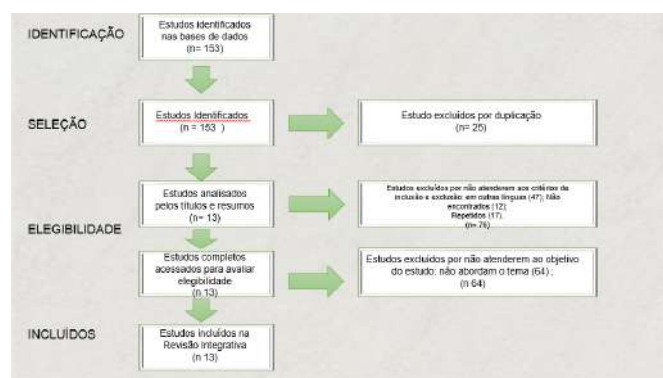 IDENTIFICAÇÃO
Estudos identificados
nas bases de dados
(n= 153)
SELEÇÃO
Estudos Identificados
(n = 153 )
Estudo excluídos por duplicação
(n= 25)
ELEGIBILIDADE
Estudos analisados
pelos títulos e resumos
(n= 13)
Estudos excluídos por não atenderem aos critérios de
inclusão e exclusão: em outras línguas (47); Não
encontrados (12);
Repetidos (17).
(n= 76)
Estudos completos
acessados para avaliar
elegibilidade
(n 13)
Estudos excluídos por não atenderem ao objetivo
do estudo: não abordam o tema (64) ;
(n 64)
INCLUÍDOS
Estudos incluídos na
Revisão Integrativa
(n 13)